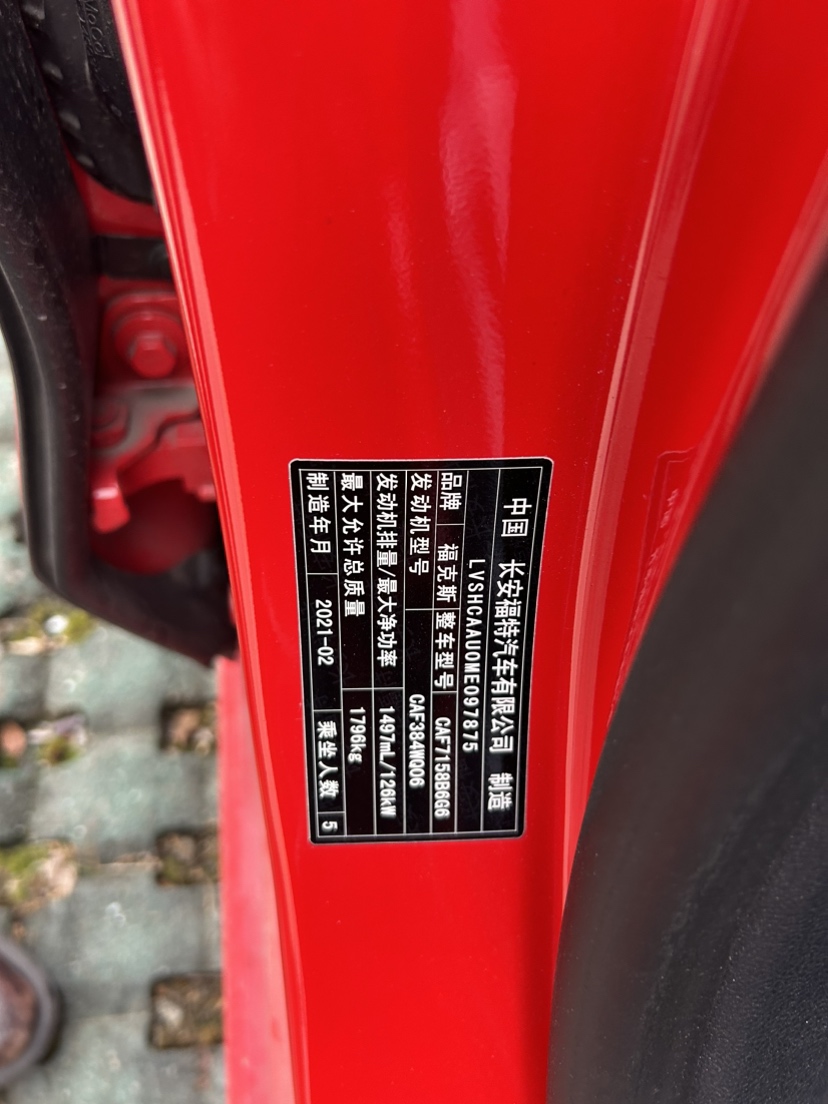 中国 长安福特汽车有限公司 制造
LVSHCAAU0ME097875
品牌 福克斯 整车型号 CAF7158B6G6
发动机型号 CAF384WQ06
发动机排量/最大净功率 1497mL/126kW
最大允许总质量 1796kg
制造年月 2021-02 乘坐人数 5